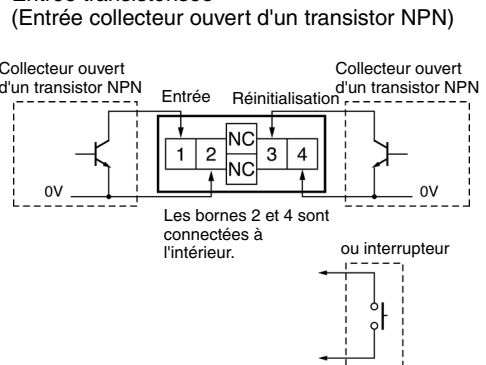 (Entrée collecteur ouvert d'un transistor NPN)
Collecteur ouvert
d'un transistor NPN
Entrée
Réinitialisation
Collecteur ouvert
d'un transistor NPN
1
2
NC
NC
3
4
0V
0V
Les bornes 2 et 4 sont
connectées à
l'intérieur.
ou interrupteur